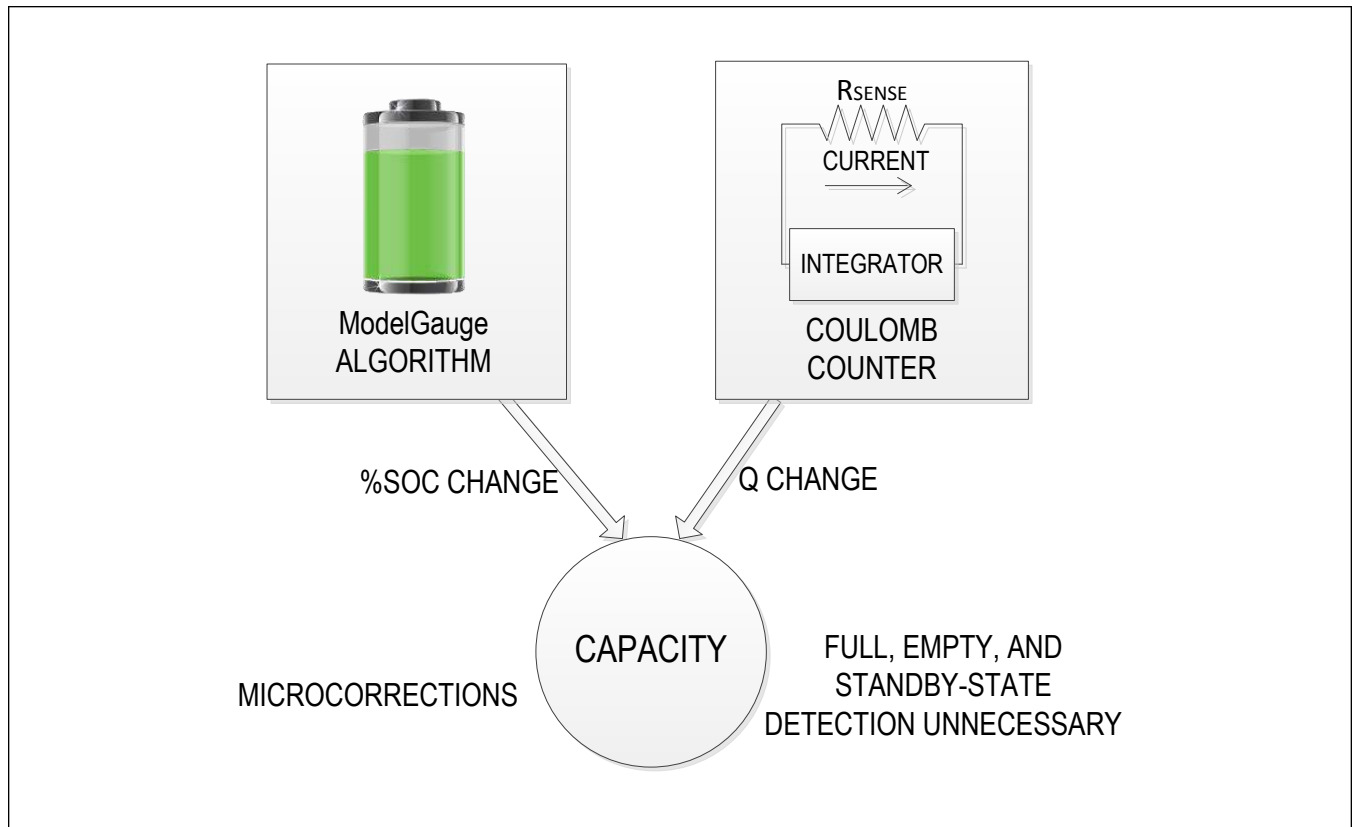 ModelGauge
ALGORITHM
RSENSE
CURRENT
INTEGRATOR
COULOMB
COUNTER
%SOC CHANGE
Q CHANGE
CAPACITY
MICROCORRECTIONS
FULL, EMPTY, AND
STANDBY-STATE
DETECTION UNNECESSARY